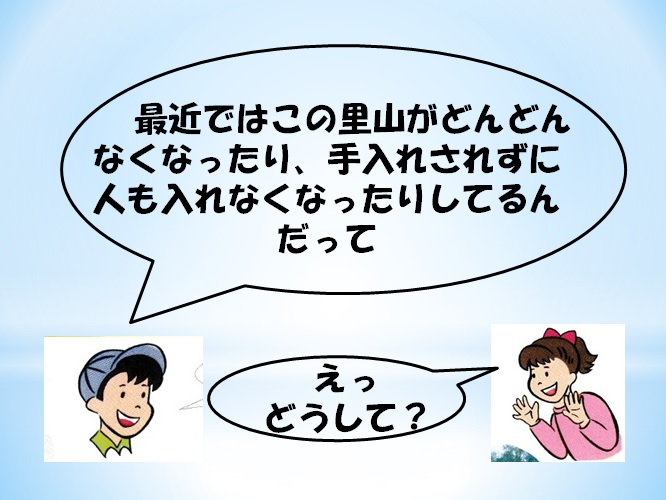 最近ではこの里山がどんどん
なくなったり、手入れされずに
人も入れなくなったりしてるん
だって
えっ
どうして？